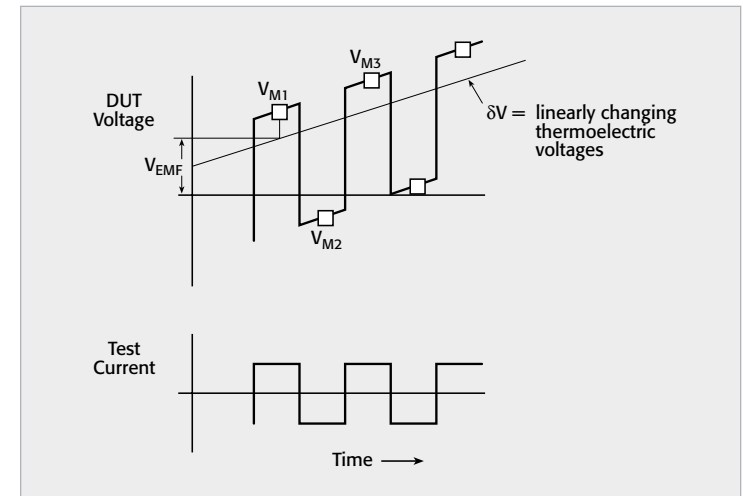 V_M3
V_M1
DUT
Voltage
δV = linearly changing
thermoelectric
voltages
V_EMF
V_M2
Test
Current
Time